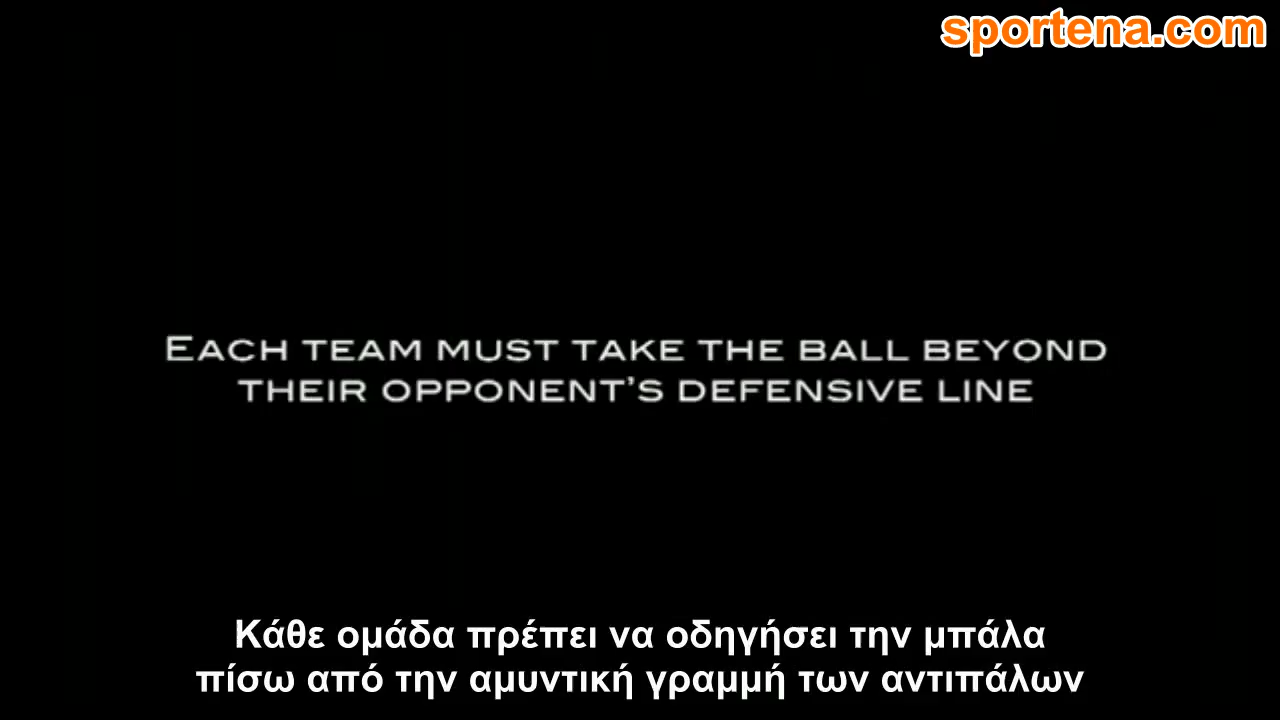 sportena.com
EACH TEAM MUST TAKE THE BALL BEYOND
THEIR OPPONENT'S DEFENSIVE LINE
Κάθε ομάδα πρέπει να οδηγήσει την μπάλα
πίσω από την αμυντική γραμμή των αντιπάλων